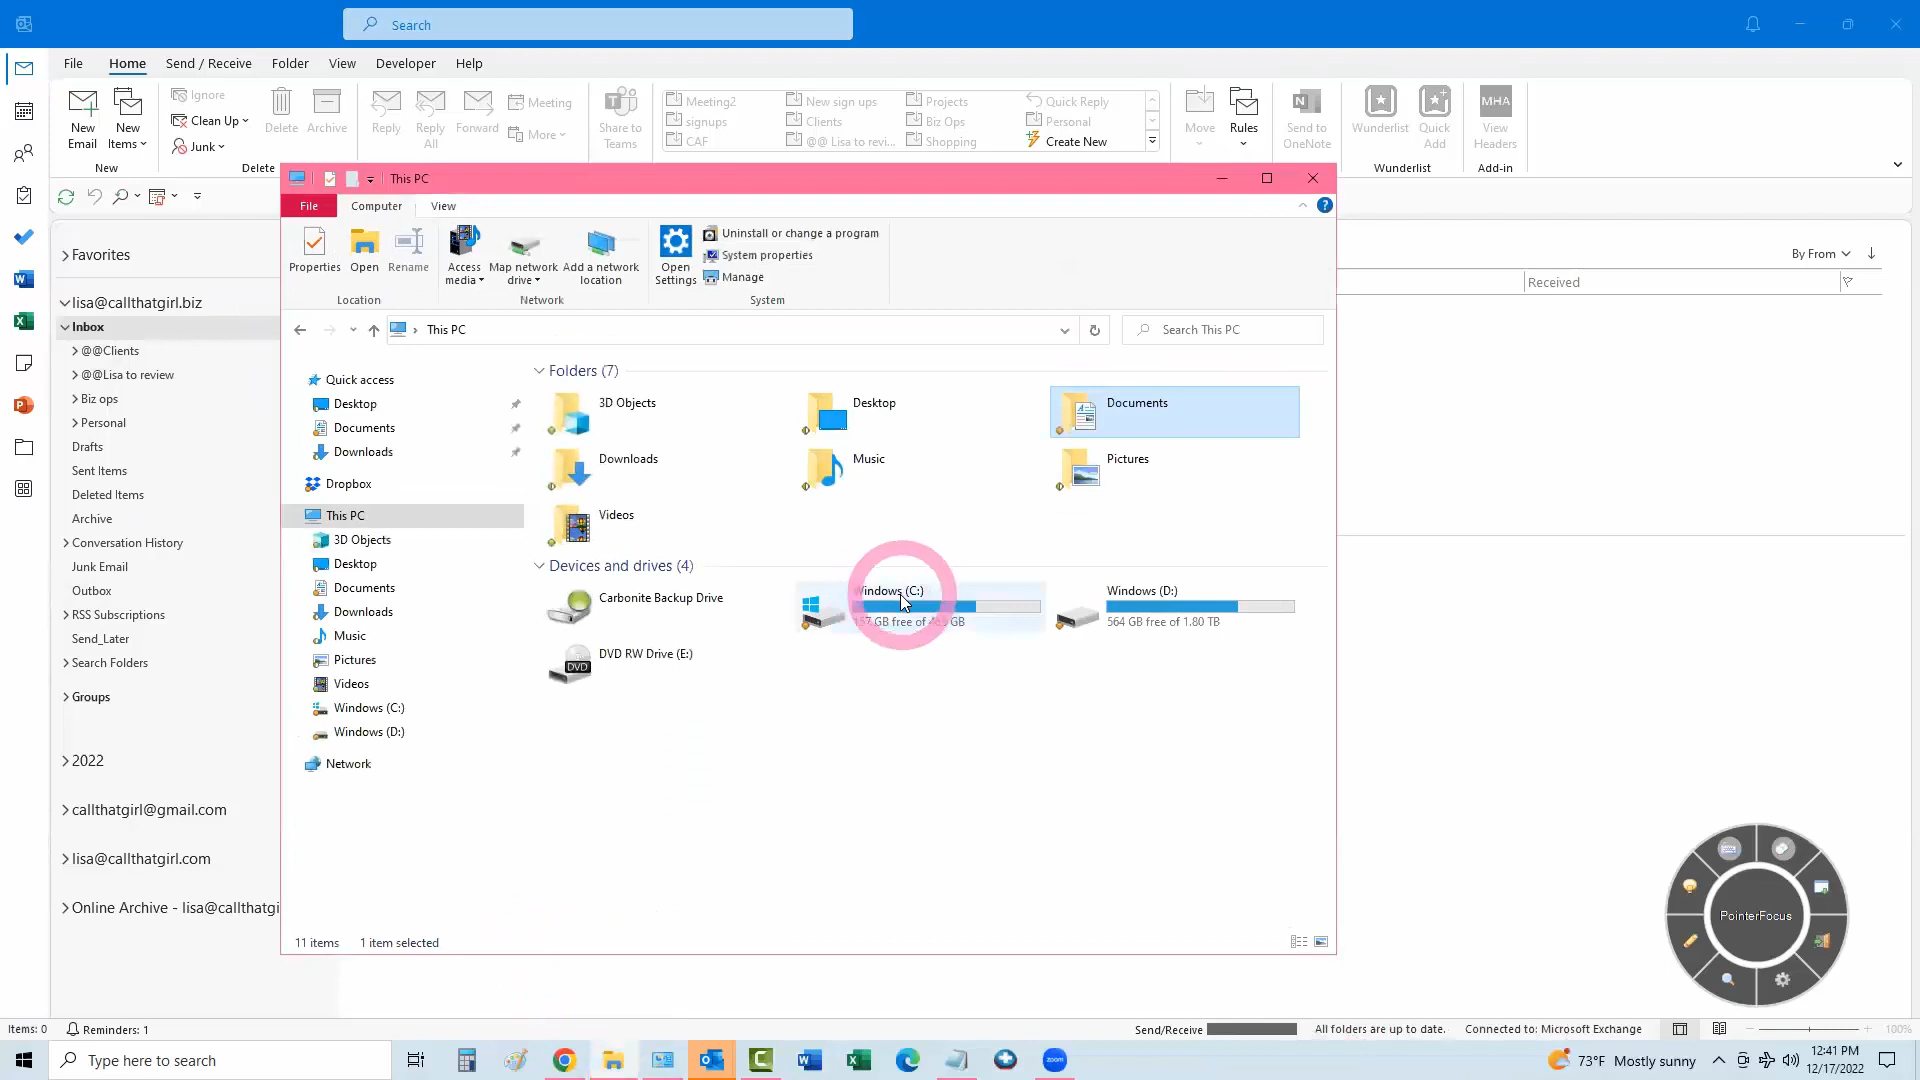 Search
File Home Send / Receive Folder View Developer Help
New Email
New Items
New
Ignore
Clean Up
Junk
Delete
Archive
Delete
Reply
Reply All
Forward
Meeting
More
Share to Teams
Meeting2
signups
CAF
New sign ups
Clients
@@ Lisa to revi...
Projects
Biz Ops
Shopping
Quick Reply
Personal
Create New
Move
Rules
Send to OneNote
Wunderlist
Quick Add
Wunderlist
MHA
View Headers
Add-in
Favorites
lisa@callthatgirl.biz
Inbox
@@Clients
@@Lisa to review
Biz ops
Personal
Drafts
Sent Items
Deleted Items
Archive
Conversation History
Junk Email
Outbox
RSS Subscriptions
Send_Later
Search Folders
Groups
2022
callthatgirl@gmail.com
lisa@callthatgirl.com
Online Archive - lisa@callthatgi
By From
Received
This PC
File Computer View
Properties
Open
Rename
Location
Access media
Map network drive
Add a network location
Network
Open Settings
Uninstall or change a program
System properties
Manage
System
This PC
Search This PC
Quick access
Desktop
Documents
Downloads
Dropbox
This PC
3D Objects
Desktop
Documents
Downloads
Music
Pictures
Videos
Windows (C:)
Windows (D:)
Network
Folders (7)
3D Objects
Desktop
Documents
Downloads
Music
Pictures
Videos
Devices and drives (4)
Carbonite Backup Drive
Windows (C:)
157 GB free of GB
Windows (D:)
564 GB free of 1.80 TB
DVD
DVD RW Drive (E:)
11 items 1 item selected
PointerFocus
Items: 0 Reminders: 1
Send/Receive
All folders are up to date.
Connected to: Microsoft Exchange
100%
Type here to search
zoom
73°F Mostly sunny
12:41 PM
12/17/2022